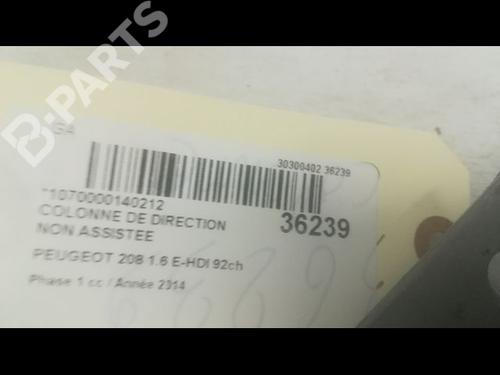 30300402 36239
*1070000140212
36239
COLONNE DE DIRECTION
NON ASSISTEE
PEUGEOT 208 1.6 E-HDI 92ch
Phase 1 cc / Année 2014